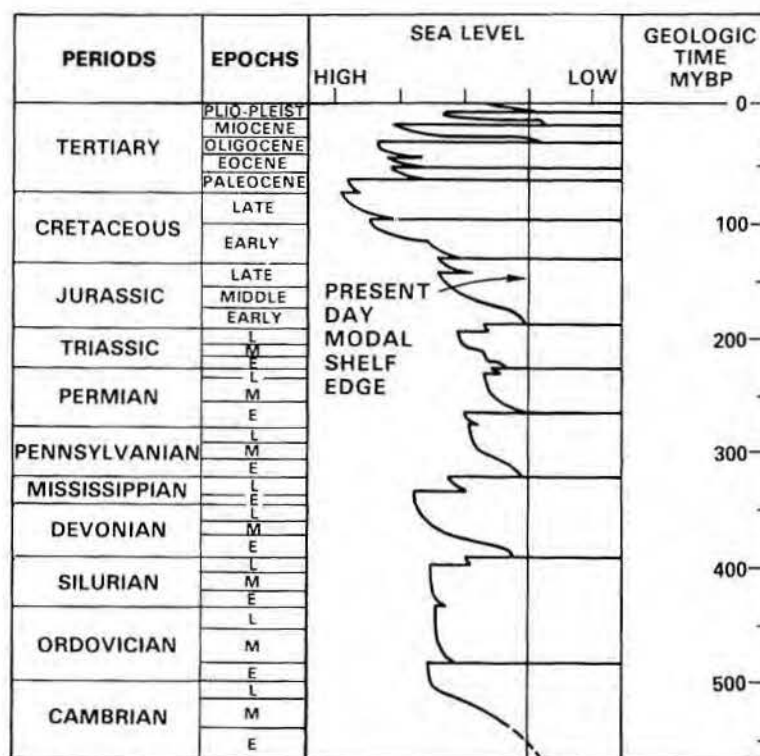 PERIODS
EPOCHS
SEA LEVEL
HIGH
LOW
GEOLOGIC
TIME
MYBP
TERTIARY
PLIO-PLEIST
MIOCENE
OLIGOCENE
EOCENE
PALEOCENE
CRETACEOUS
LATE
EARLY
JURASSIC
LATE
MIDDLE
EARLY
TRIASSIC
L
M
E
PERMIAN
L
M
E
PENNSYLVANIAN
L
M
E
MISSISSIPPIAN
L
E
DEVONIAN
L
M
E
SILURIAN
L
M
E
ORDOVICIAN
L
M
E
CAMBRIAN
L
M
E
PRESENT
DAY
MODAL
SHELF
EDGE
0
100
200
300
400
500